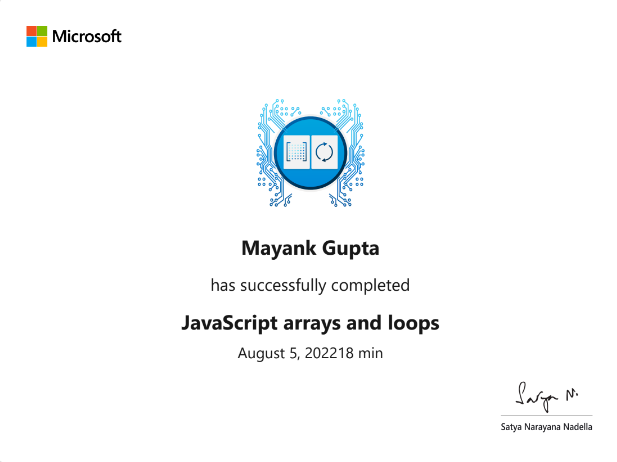 Microsoft
Mayank Gupta
has successfully completed
JavaScript arrays and loops
August 5, 202218 min
Satya N.
Satya Narayana Nadella